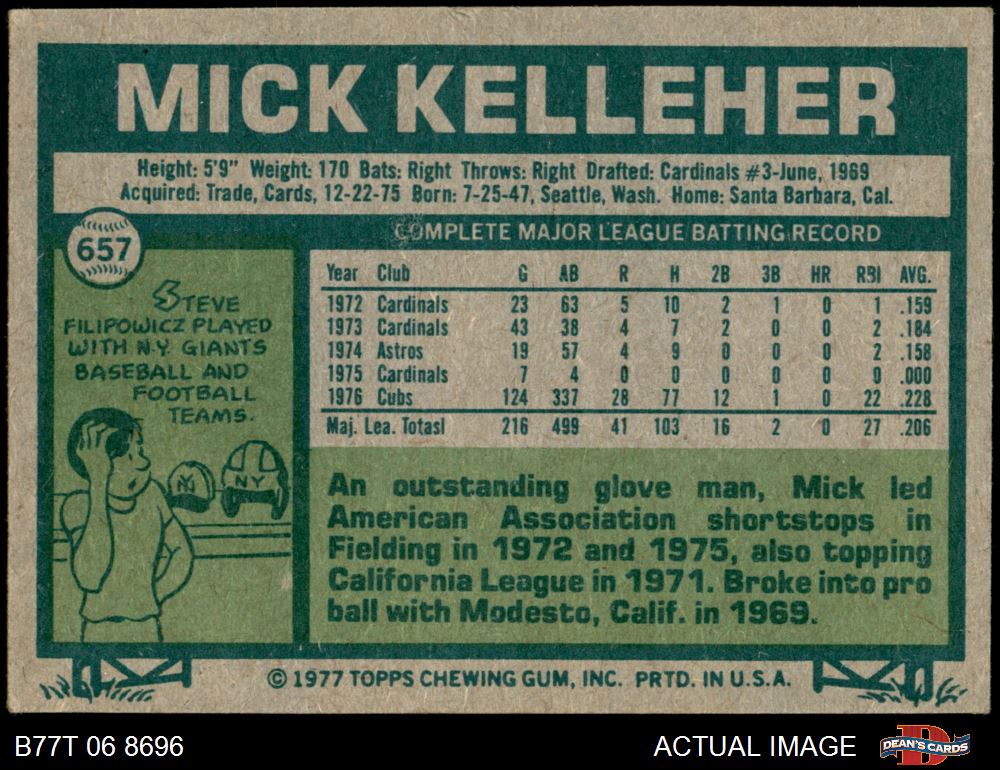 MICK KELLEHER
Height: 5'9" Weight: 170 Bats: Right Throws: Right Drafted: Cardinals #3-June, 1969
Acquired: Trade, Cards, 12-22-75 Born: 7-25-47, Seattle, Wash. Home: Santa Barbara, Cal.
657
STEVE
FILIPOWICZ PLAYED
WITH N.Y. GIANTS
BASEBALL AND
FOOTBALL
TEAMS.
NY
NY
COMPLETE MAJOR LEAGUE BATTING RECORD
Year Club G AB R H 2B 3B HR RBI AVG.
1972 Cardinals 23 63 5 10 2 1 0 1 .159
1973 Cardinals 43 38 4 7 2 0 0 2 .184
1974 Astros 19 57 4 9 0 0 0 2 .158
1975 Cardinals 7 4 0 0 0 0 0 0 .000
1976 Cubs 124 337 28 77 12 1 0 22 .228
Maj. Lea. Totasl 216 499 41 103 16 2 0 27 .206
An outstanding glove man, Mick led
American Association shortstops in
Fielding in 1972 and 1975, also topping
California League in 1971. Broke into pro
ball with Modesto, Calif. in 1969.
© 1977 TOPPS CHEWING GUM, INC. PRTD. IN U.S.A.
B77T 06 8696
ACTUAL IMAGE
D
DEAN'S CARDS